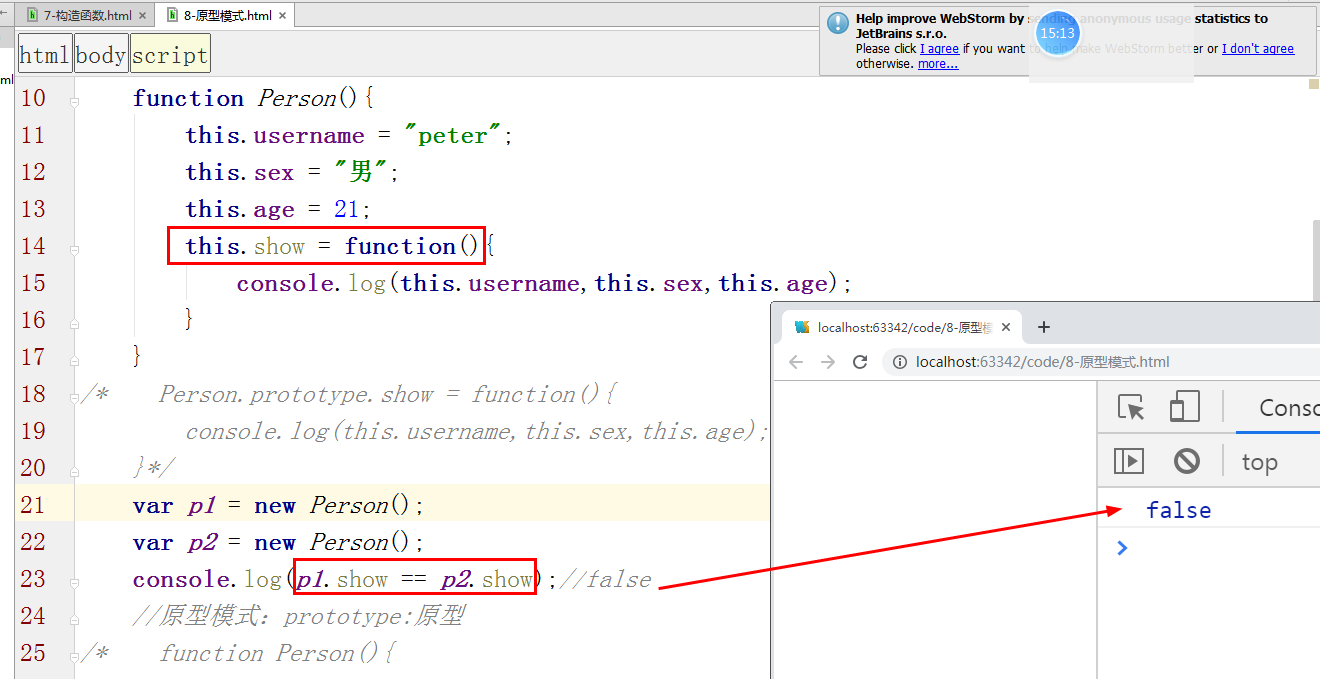 7-构造函数.html
8-原型模式.html
Help improve WebStorm by sending anonymous usage statistics to
JetBrains s.r.o.
Please click I agree if you want to help make WebStorm better or I don't agree
otherwise. more...
15:13
html body script
ml
10 function Person(){
11 this.username = "peter";
12 this.sex = "男";
13 this.age = 21;
14 this.show = function(){
15 console.log(this.username,this.sex,this.age);
16 }
17 }
18 /* Person.prototype.show = function(){
19 console.log(this.username,this.sex,this.age);
20 }*/
21 var p1 = new Person();
22 var p2 = new Person();
23 console.log(p1.show == p2.show);//false
24 //原型模式：prototype:原型
25 /* function Person(){
localhost:63342/code/8-原型模
localhost:63342/code/8-原型模式.html
Conso
top
false